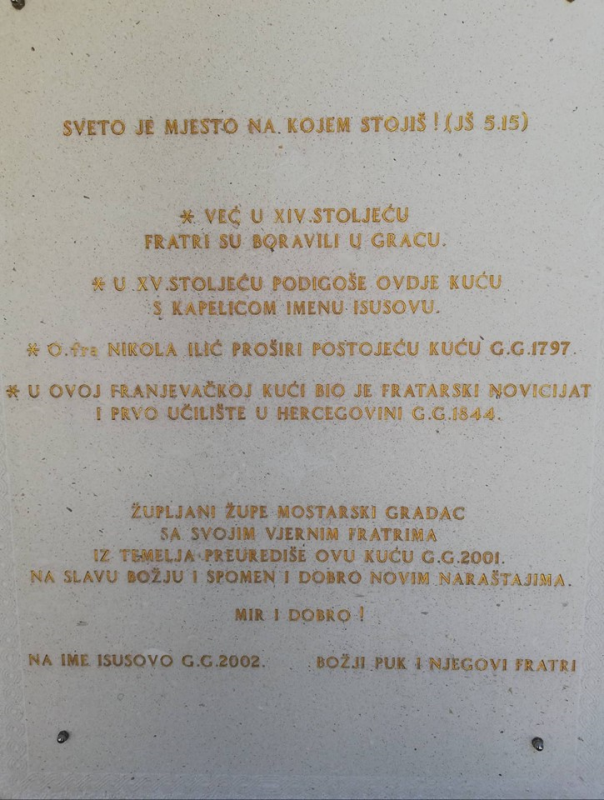 SVETO JE MJESTO NA KOJEM STOJIŠ! (JŠ 5.15)
* VEĆ U XIV.STOLJEĆU
FRATRI SU BORAVILI U GRACU.
* U XV.STOLJEĆU PODIGOŠE OVDJE KUĆU
S KAPELICOM IMENU ISUSOVU.
* O.fra NIKOLA ILIĆ PROŠIRI POSTOJEĆU KUĆU G.G.1797.
* U OVOJ FRANJEVAČKOJ KUĆI BIO JE FRATARSKI NOVICIJAT
I PRVO UČILIŠTE U HERCEGOVINI G.G.1844.
ŽUPLJANI ŽUPE MOSTARSKI GRADAC
SA SVOJIM VJERNIM FRATRIMA
IZ TEMELJA PREUREDIŠE OVU KUĆU G.G.2001.
NA SLAVU BOŽJU I SPOMEN I DOBRO NOVIM NARAŠTAJIMA.
MIR I DOBRO!
NA IME ISUSOVO G.G.2002. BOŽJI PUK I NJEGOVI FRATRI